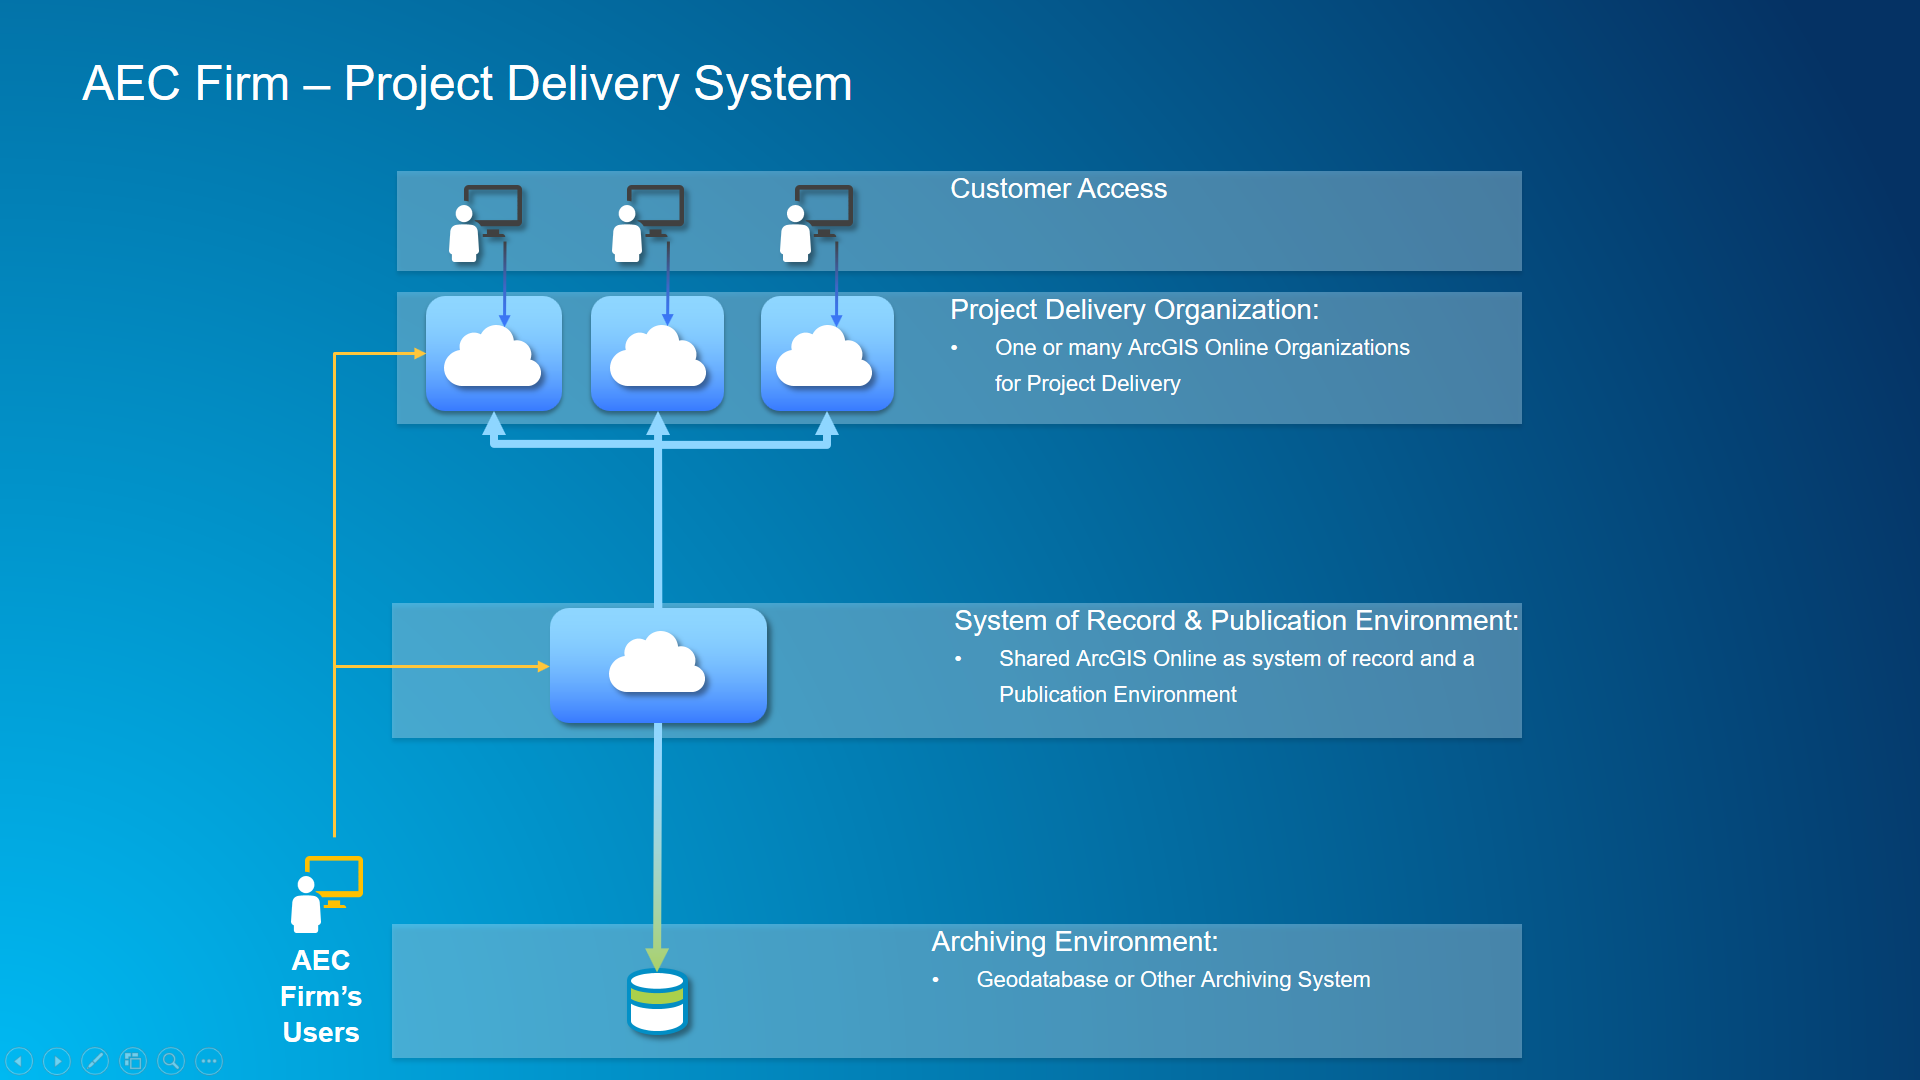 AEC Firm – Project Delivery System
Customer Access
Project Delivery Organization:
• One or many ArcGIS Online Organizations
for Project Delivery
System of Record & Publication Environment:
• Shared ArcGIS Online as system of record and a
Publication Environment
AEC
Firm’s
Users
Archiving Environment:
• Geodatabase or Other Archiving System